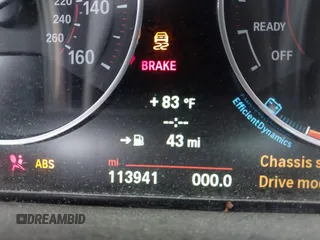 220 140
240
260 160
READY
OFF
BRAKE
+ 83 °F
--:--
43 mi
EfficientDynamics
ABS
mi
113941 000.0
Chassis s
Drive mo
DREAMBID